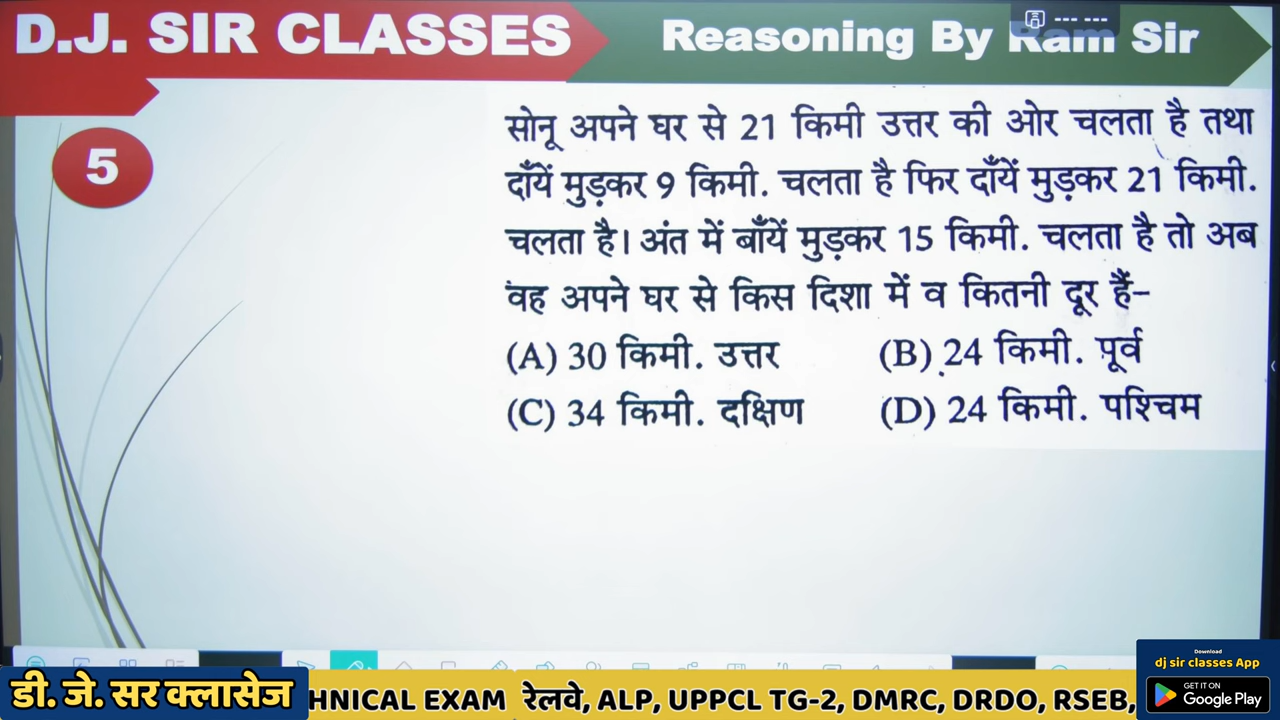 D.J. SIR CLASSES
Reasoning By Ram Sir
5
सोनू अपने घर से 21 किमी उत्तर की ओर चलता है तथा
दाँयें मुड़कर 9 किमी. चलता है फिर दाँयें मुड़कर 21 किमी.
चलता है। अंत में बाँयें मुड़कर 15 किमी. चलता है तो अब
वह अपने घर से किस दिशा में व कितनी दूर हैं–
(A) 30 किमी. उत्तर (B) 24 किमी. पूर्व
(C) 34 किमी. दक्षिण (D) 24 किमी. पश्चिम
डी. जे. सर क्लासेज
HNICAL EXAM रेलवे, ALP, UPPCL TG-2, DMRC, DRDO, RSEB,
Download
dj sir classes App
GET IT ON
Google Play